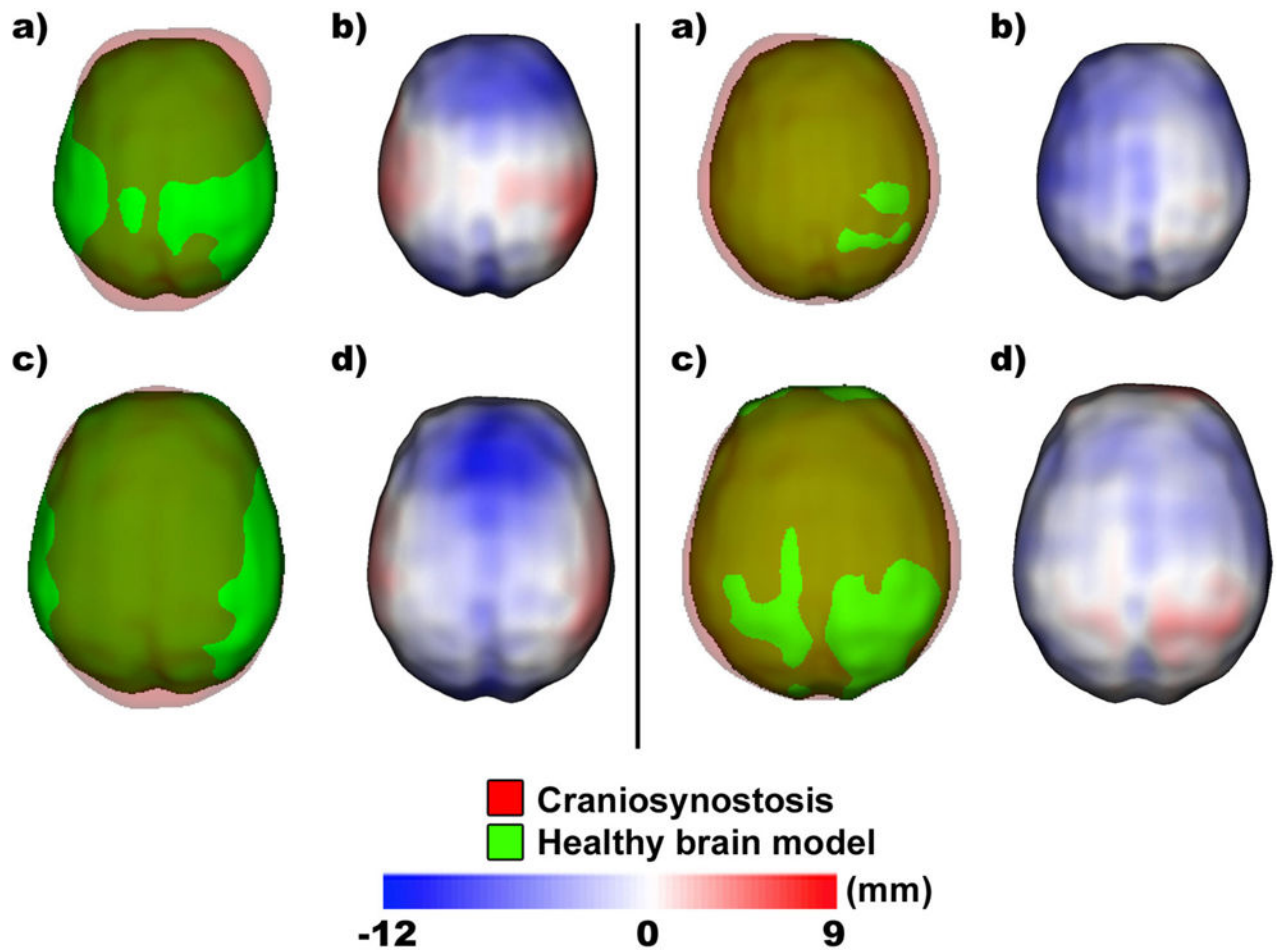 a) b) a) b)
c) d) c) d)
Craniosynostosis
Healthy brain model
(mm)
-12 0 9